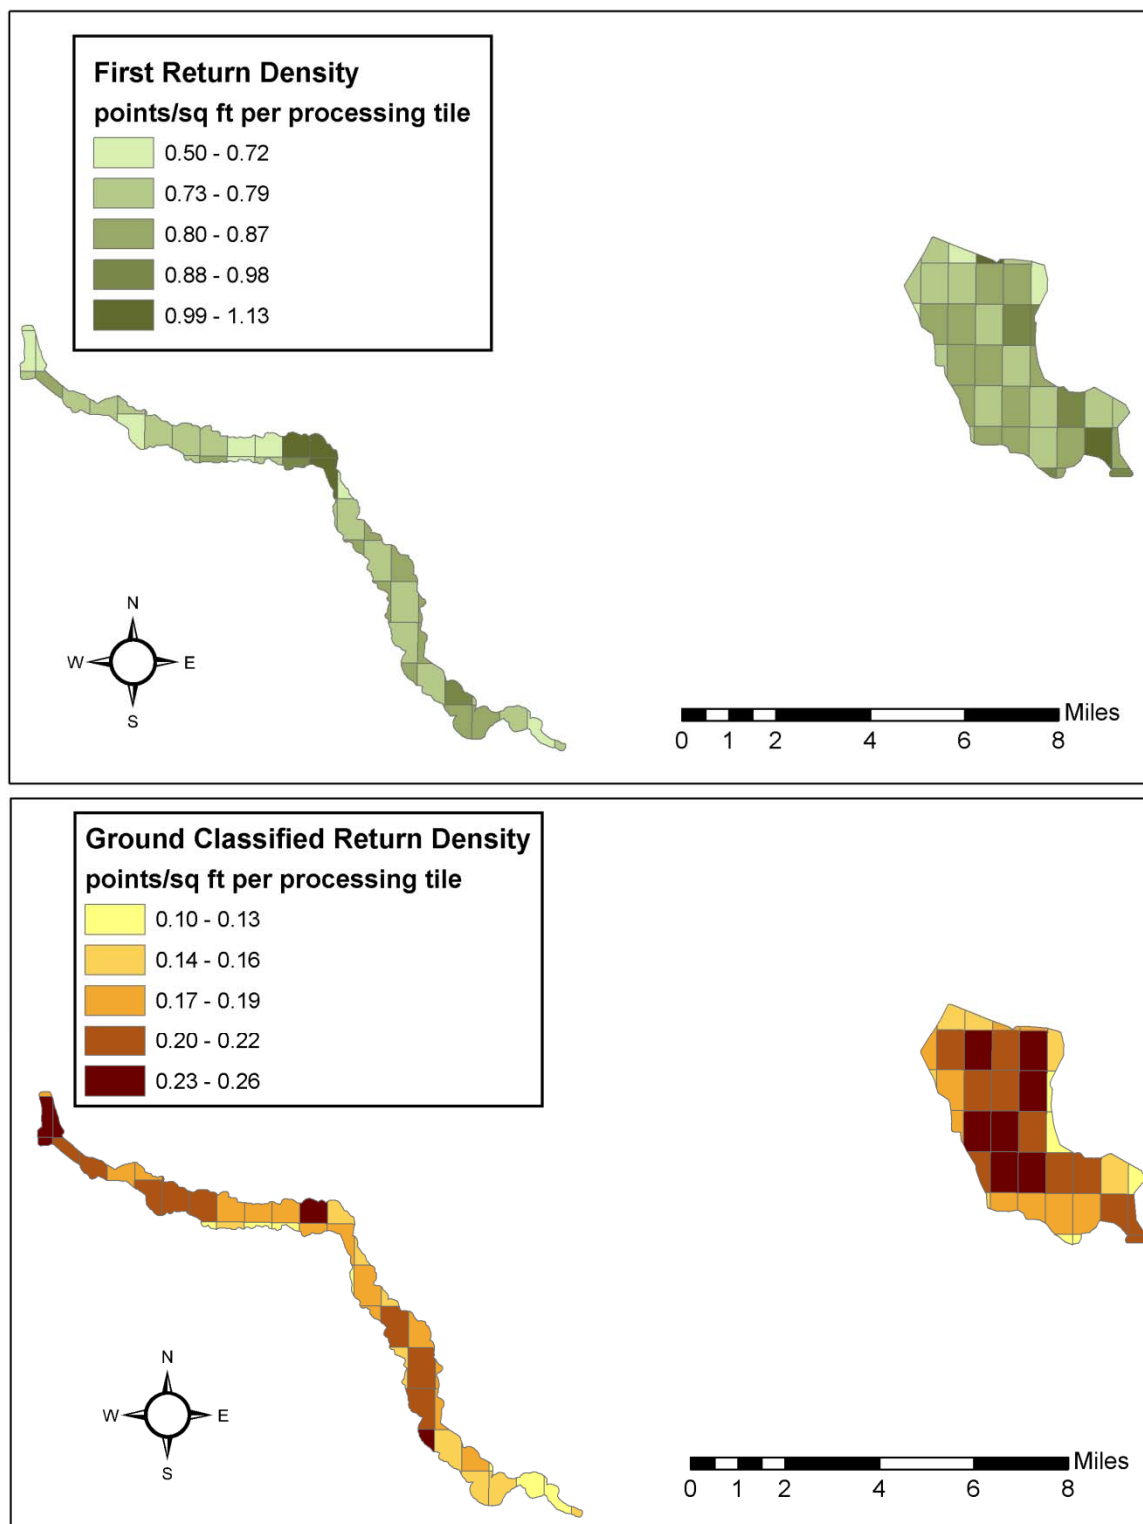 First Return Density
points/sq ft per processing tile
0.50 - 0.72
0.73 - 0.79
0.80 - 0.87
0.88 - 0.98
0.99 - 1.13
N
W E
S
Miles
0 1 2 4 6 8
Ground Classified Return Density
points/sq ft per processing tile
0.10 - 0.13
0.14 - 0.16
0.17 - 0.19
0.20 - 0.22
0.23 - 0.26
N
W E
S
Miles
0 1 2 4 6 8